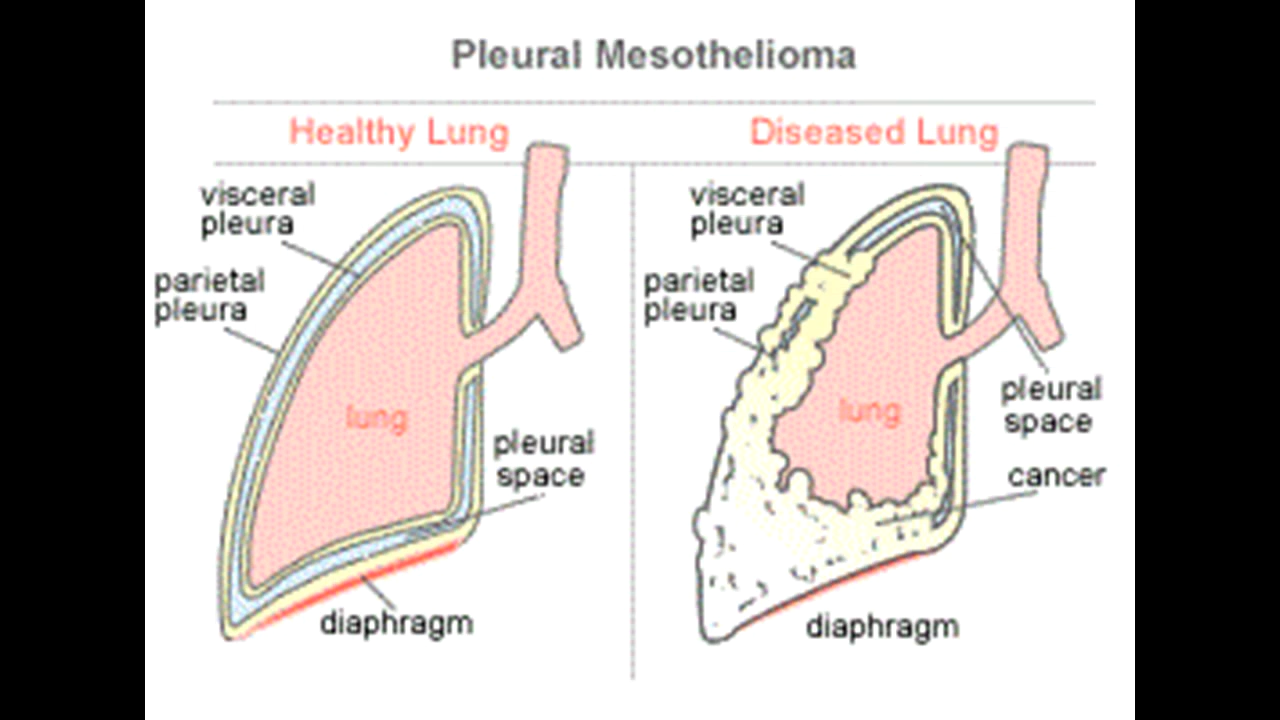 Pleural Mesothelioma
Healthy Lung
visceral
pleura
parietal
pleura
lung
pleural
space
diaphragm
Diseased Lung
visceral
pleura
parietal
pleura
lung
pleural
space
cancer
diaphragm